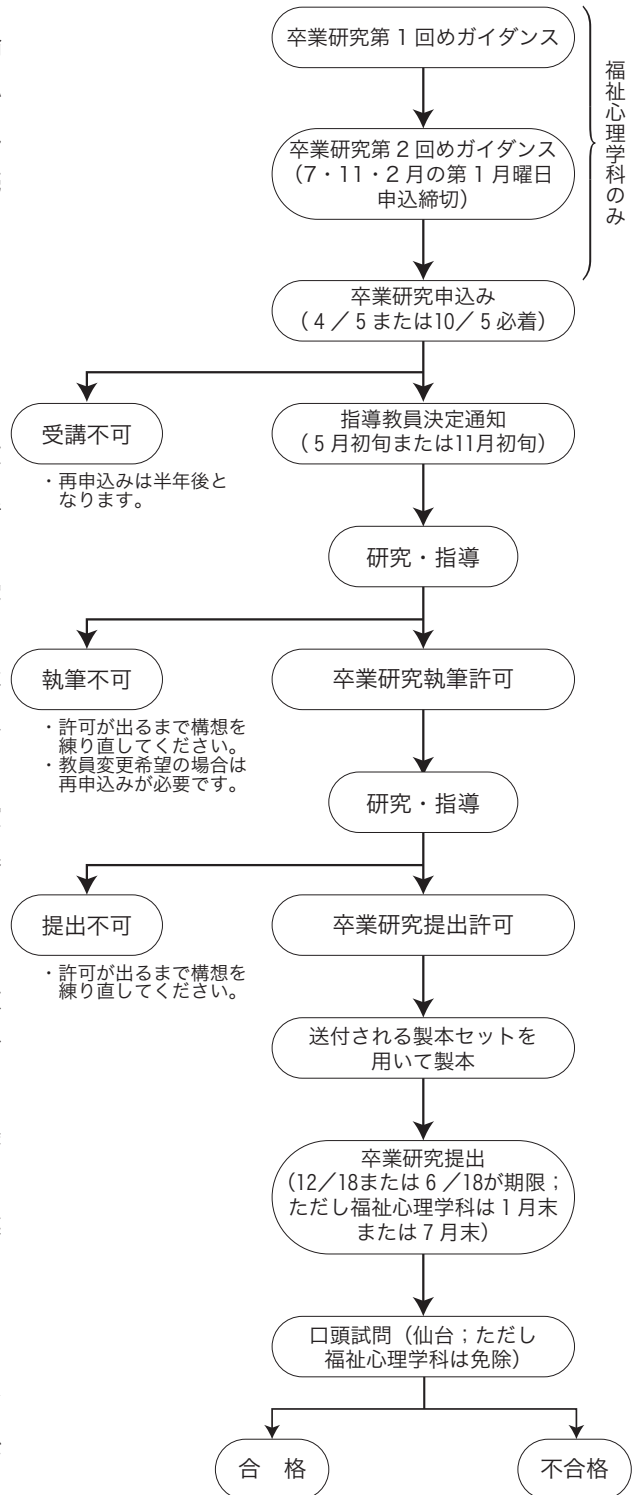 卒業研究第1回めガイダンス
福祉心理学科のみ
卒業研究第2回めガイダンス
(7・11・2月の第1月曜日
申込締切)
卒業研究申込み
(4／5または10／5必着)
受講不可
・再申込みは半年後と
なります。
指導教員決定通知
(5月初旬または11月初旬)
研究・指導
執筆不可
・許可が出るまで構想を
練り直してください。
・教員変更希望の場合は
再申込みが必要です。
卒業研究執筆許可
研究・指導
提出不可
・許可が出るまで構想を
練り直してください。
卒業研究提出許可
送付される製本セットを
用いて製本
卒業研究提出
(12／18または6／18が期限；
ただし福祉心理学科は1月末
または7月末)
口頭試問（仙台；ただし
福祉心理学科は免除）
合　格
不合格